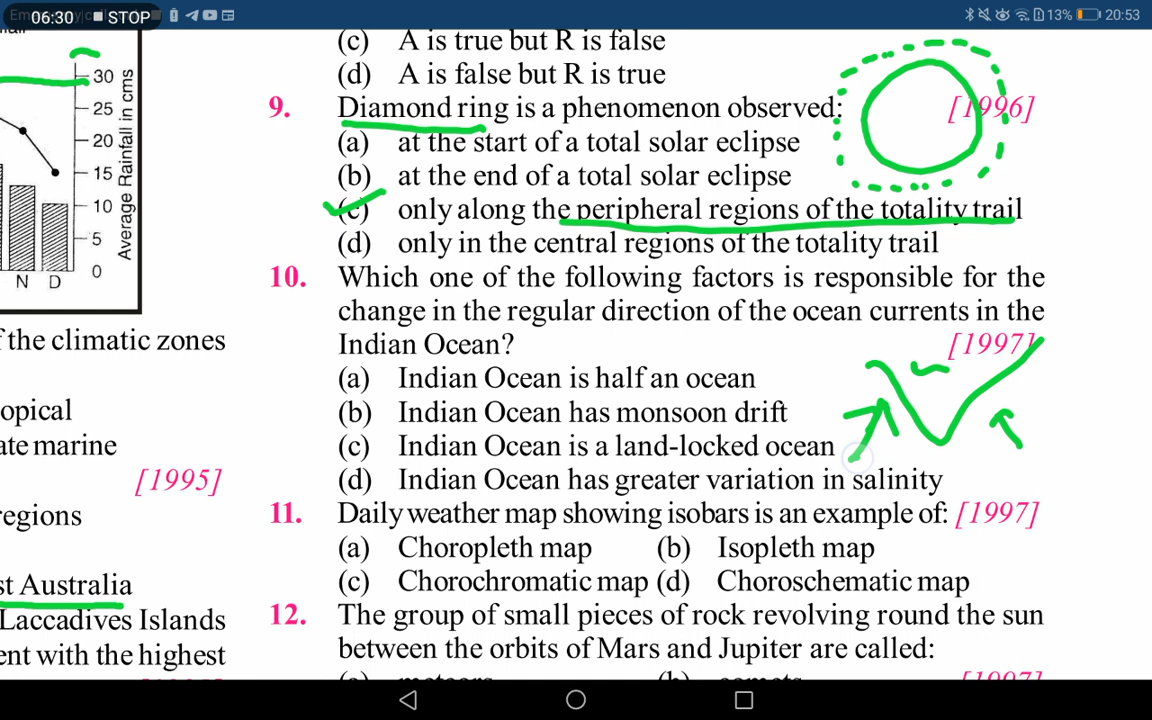 06:30 STOP
13% 20:53
(c) A is true but R is false
(d) A is false but R is true
9. Diamond ring is a phenomenon observed: [1996]
(a) at the start of a total solar eclipse
(b) at the end of a total solar eclipse
(c) only along the peripheral regions of the totality trail
(d) only in the central regions of the totality trail
10. Which one of the following factors is responsible for the
change in the regular direction of the ocean currents in the
Indian Ocean? [1997]
(a) Indian Ocean is half an ocean
(b) Indian Ocean has monsoon drift
(c) Indian Ocean is a land-locked ocean
(d) Indian Ocean has greater variation in salinity
11. Daily weather map showing isobars is an example of: [1997]
(a) Choropleth map (b) Isopleth map
(c) Chorochromatic map (d) Choroschematic map
12. The group of small pieces of rock revolving round the sun
between the orbits of Mars and Jupiter are called:
(a) meteors (b) comets [1997]
30
25
20
15
10
5
0
Average Rainfall in cms
N D
f the climatic zones
opical
ate marine
[1995]
regions
st Australia
Laccadives Islands
ent with the highest